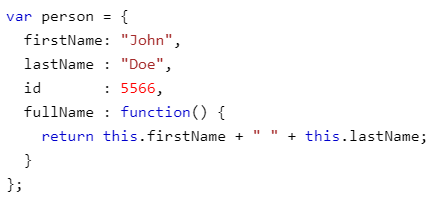 var person = {
  firstName: "John",
  lastName : "Doe",
  id       : 5566,
  fullName : function() {
    return this.firstName + " " + this.lastName;
  }
};